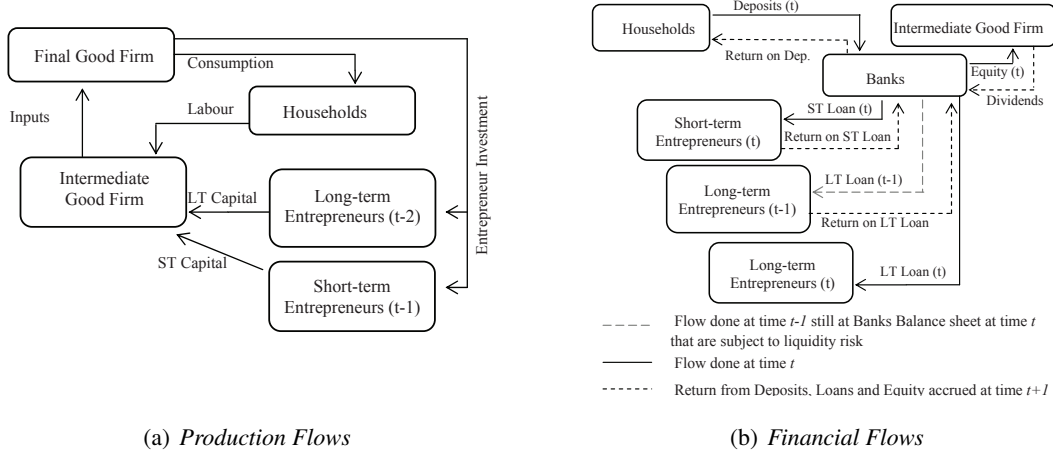 Final Good Firm
Consumption
Households
Labour
Inputs
Intermediate
Good Firm
LT Capital
Long-term
Entrepreneurs (t-2)
ST Capital
Short-term
Entrepreneurs (t-1)
Entrepreneur Investment
(a) Production Flows
Deposits (t)
Households
Return on Dep.
Intermediate Good Firm
Banks
Equity (t)
Dividends
ST Loan (t)
Short-term
Entrepreneurs (t)
Return on ST Loan
LT Loan (t-1)
Long-term
Entrepreneurs (t-1)
Return on LT Loan
Long-term
Entrepreneurs (t)
LT Loan (t)
Flow done at time t-1 still at Banks Balance sheet at time t
that are subject to liquidity risk
Flow done at time t
Return from Deposits, Loans and Equity accrued at time t+1
(b) Financial Flows